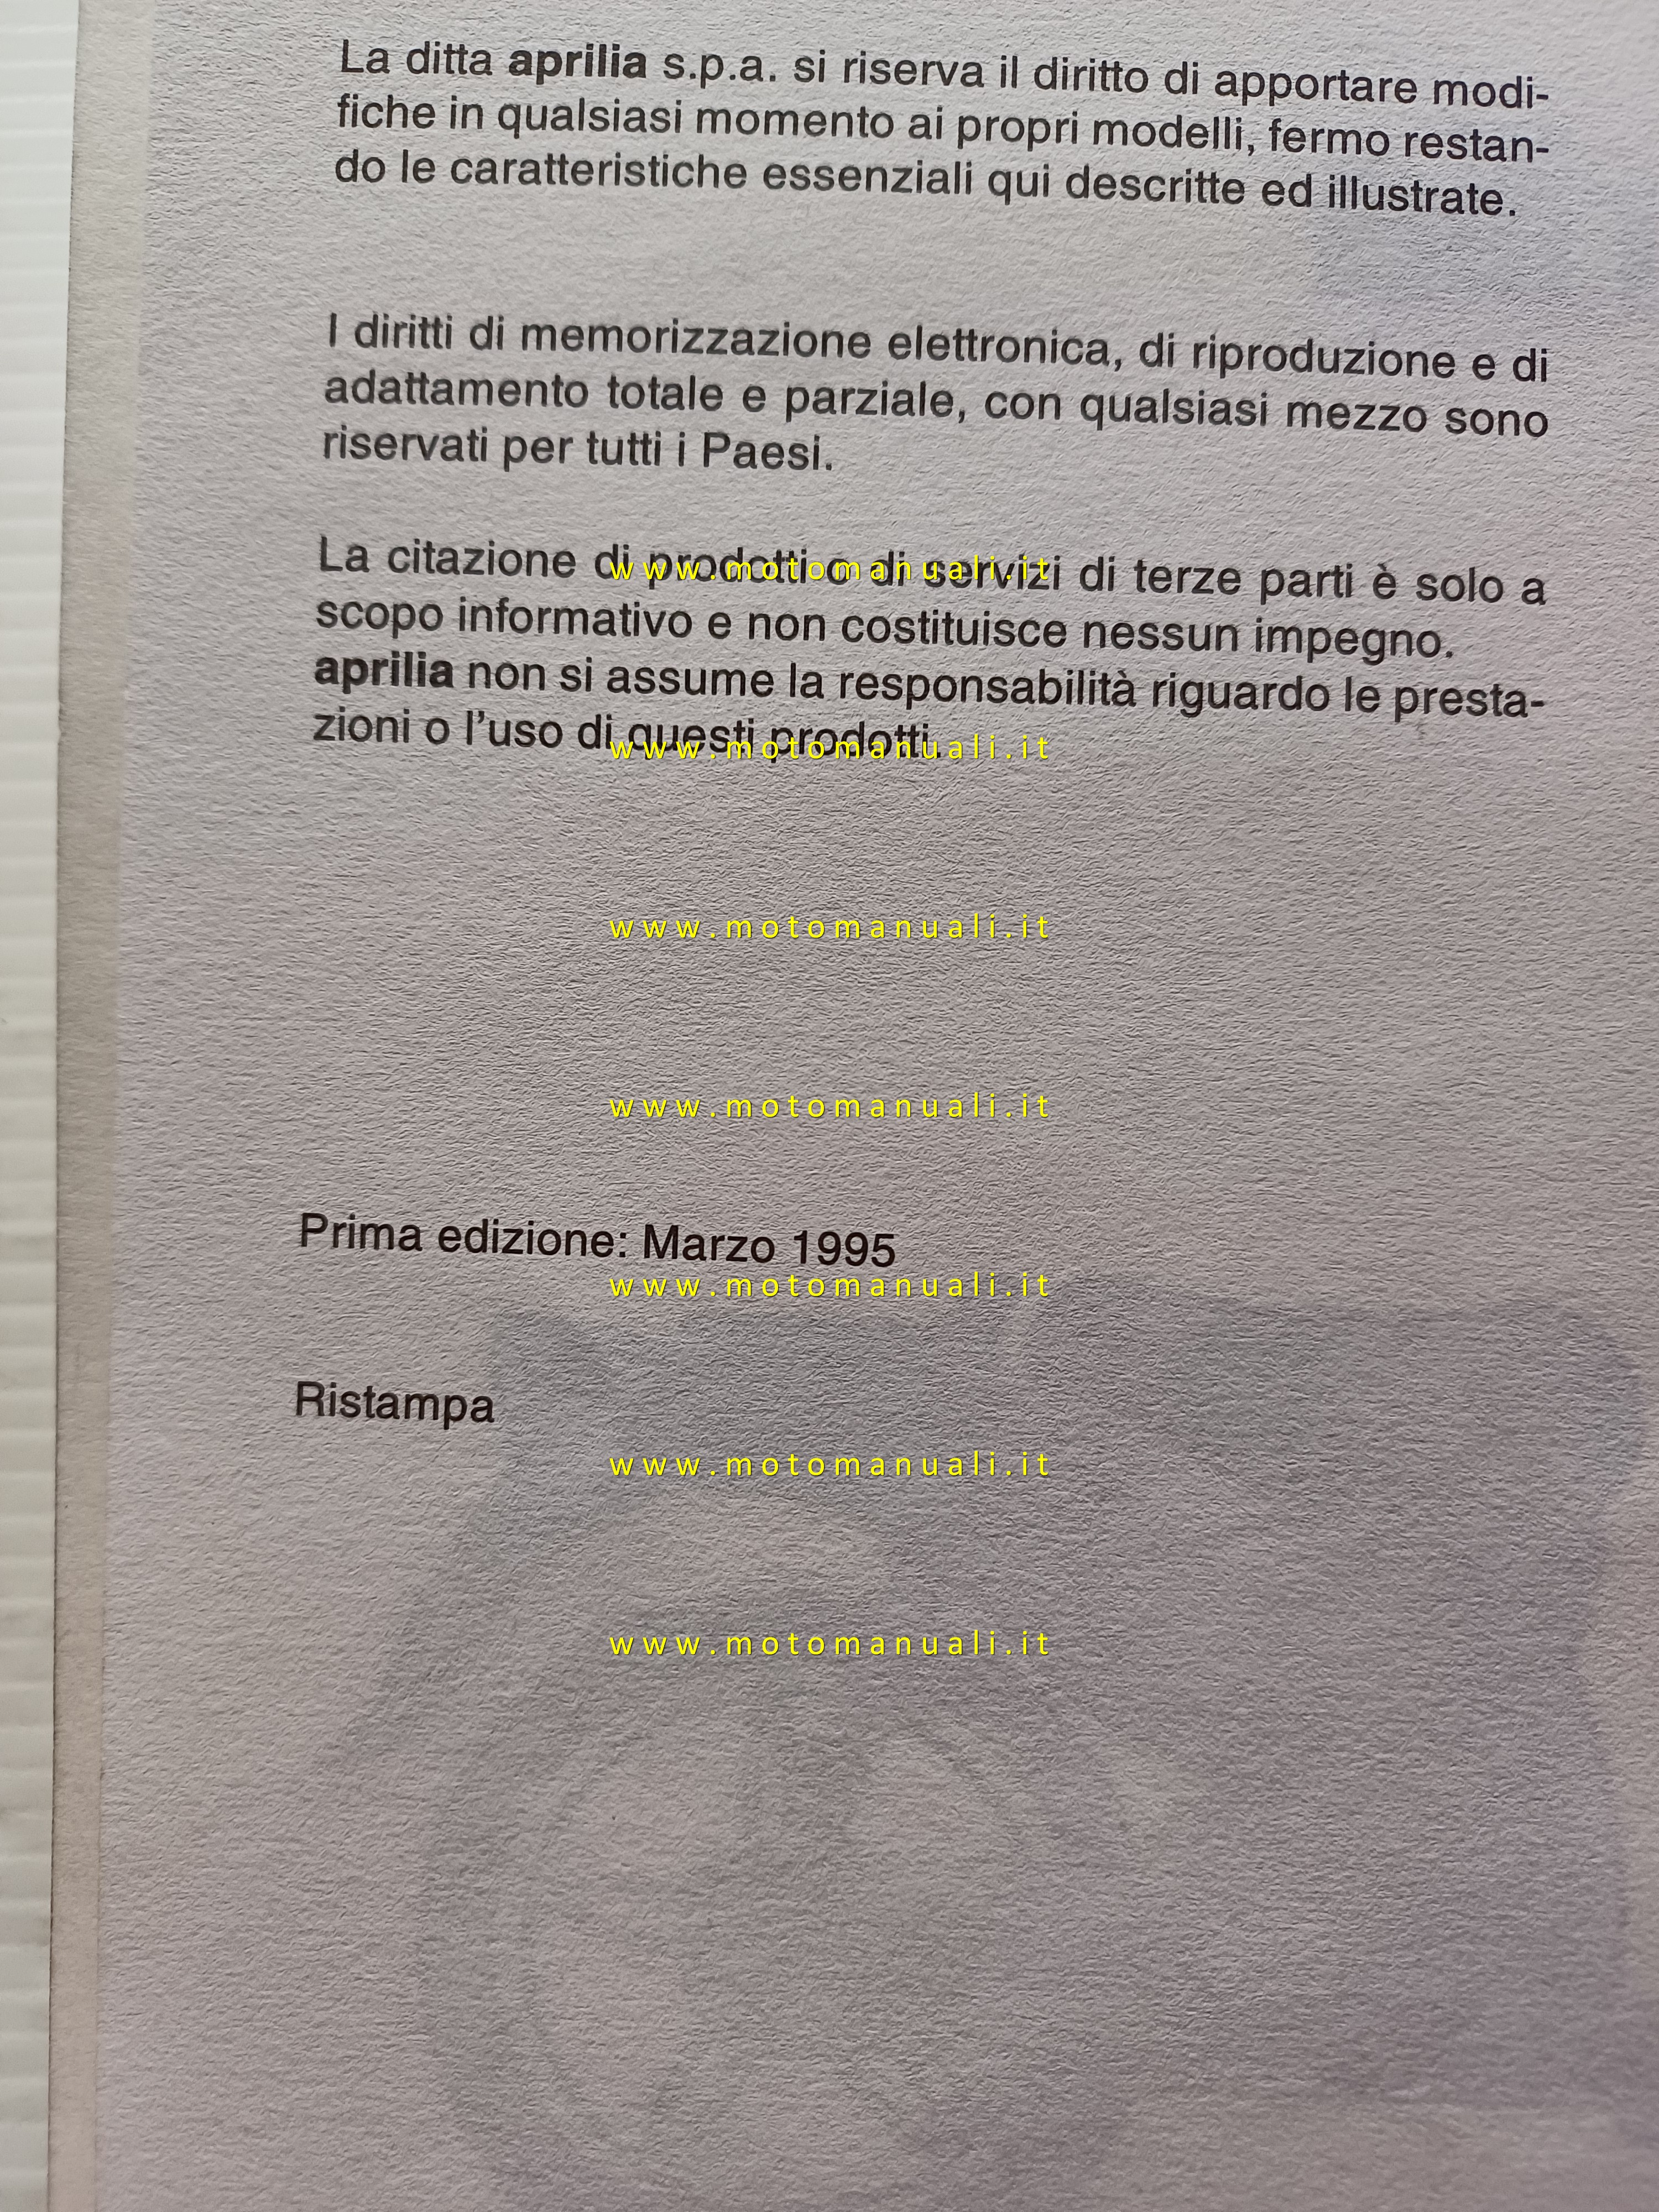 La ditta aprilia s.p.a. si riserva il diritto di apportare modi-
fiche in qualsiasi momento ai propri modelli, fermo restan-
do le caratteristiche essenziali qui descritte ed illustrate.
I diritti di memorizzazione elettronica, di riproduzione e di
adattamento totale e parziale, con qualsiasi mezzo sono
riservati per tutti i Paesi.
La citazione di prodotti o di servizi di terze parti è solo a
www.motomanuali.it
scopo informativo e non costituisce nessun impegno.
aprilia non si assume la responsabilità riguardo le presta-
zioni o l'uso di questi prodotti.
www.motomanuali.it
www.motomanuali.it
www.motomanuali.it
Prima edizione: Marzo 1995
www.motomanuali.it
Ristampa
www.motomanuali.it
www.motomanuali.it